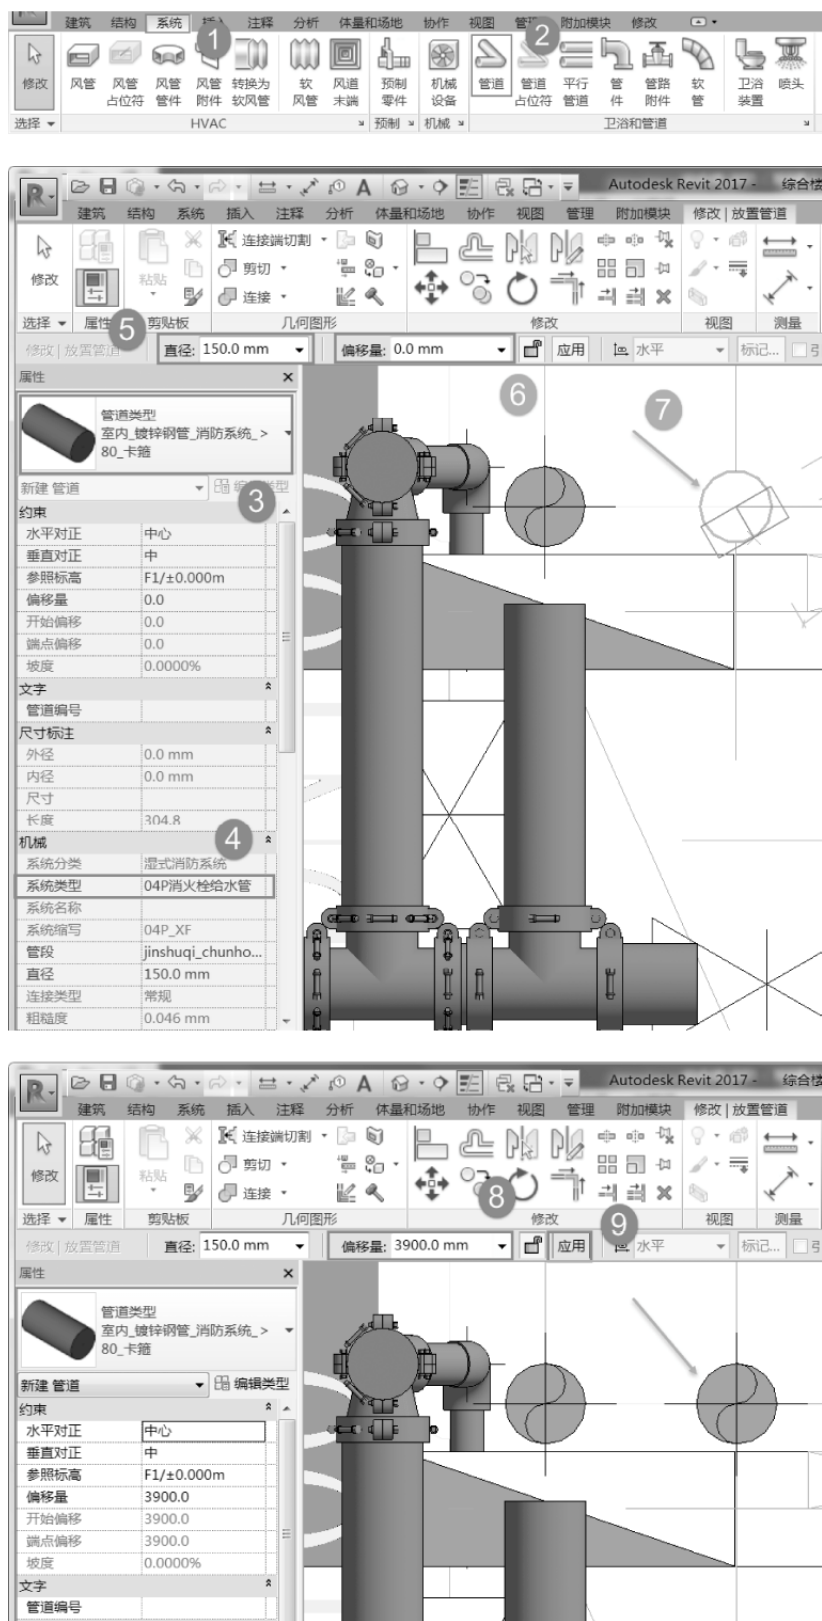 建筑 结构 系统 插入 注释 分析 体量和场地 协作 视图 管理 附加模块 修改
1 2
修改 风管 风管 风管 风管 转换为 软 风道 预制 机械 管道 管道 平行 管 管路 软 卫浴 喷头
占位符 管件 附件 软风管 风管 末端 零件 设备 占位符 管道 件 附件 管 装置
选择 HVAC 预制 机械 卫浴和管道
Autodesk Revit 2017 - 综合楼
建筑 结构 系统 插入 注释 分析 体量和场地 协作 视图 管理 附加模块 修改 | 放置管道
连接端切割
修改 粘贴 剪切
连接
选择 属性 剪贴板 几何图形 修改 视图 测量
5
修改 | 放置管道 直径: 150.0 mm 偏移量: 0.0 mm 应用 水平 标记...
属性
6 7
管道类型
室内_镀锌钢管_消防系统_>
80_卡箍
新建 管道 编辑类型
3
约束
水平对正 中心
垂直对正 中
参照标高 F1/±0.000m
偏移量 0.0
开始偏移 0.0
端点偏移 0.0
坡度 0.0000%
文字
管道编号
尺寸标注
外径 0.0 mm
内径 0.0 mm
尺寸
长度 304.8
4
机械
系统分类 湿式消防系统
系统类型 04P消火栓给水管
系统名称
系统缩写 04P_XF
管段 jinshuqi_chunho...
直径 150.0 mm
连接类型 常规
粗糙度 0.046 mm
Autodesk Revit 2017 - 综合楼
建筑 结构 系统 插入 注释 分析 体量和场地 协作 视图 管理 附加模块 修改 | 放置管道
连接端切割
修改 粘贴 剪切
连接
8
选择 属性 剪贴板 几何图形 修改 视图 测量
9
修改 | 放置管道 直径: 150.0 mm 偏移量: 3900.0 mm 应用 水平 标记...
属性
管道类型
室内_镀锌钢管_消防系统_>
80_卡箍
新建 管道 编辑类型
约束
水平对正 中心
垂直对正 中
参照标高 F1/±0.000m
偏移量 3900.0
开始偏移 3900.0
端点偏移 3900.0
坡度 0.0000%
文字
管道编号